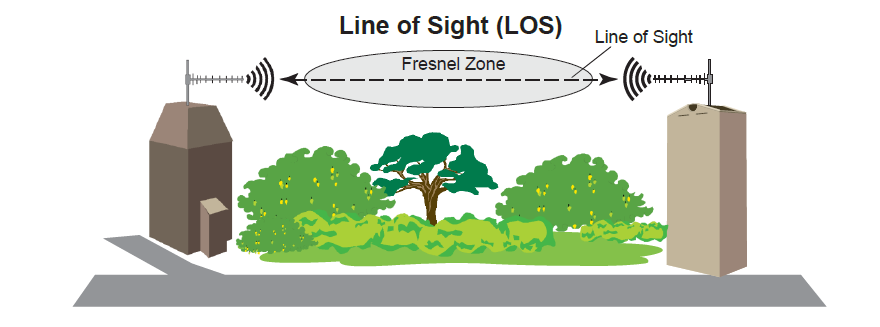 Line of Sight (LOS)
Line of Sight
Fresnel Zone